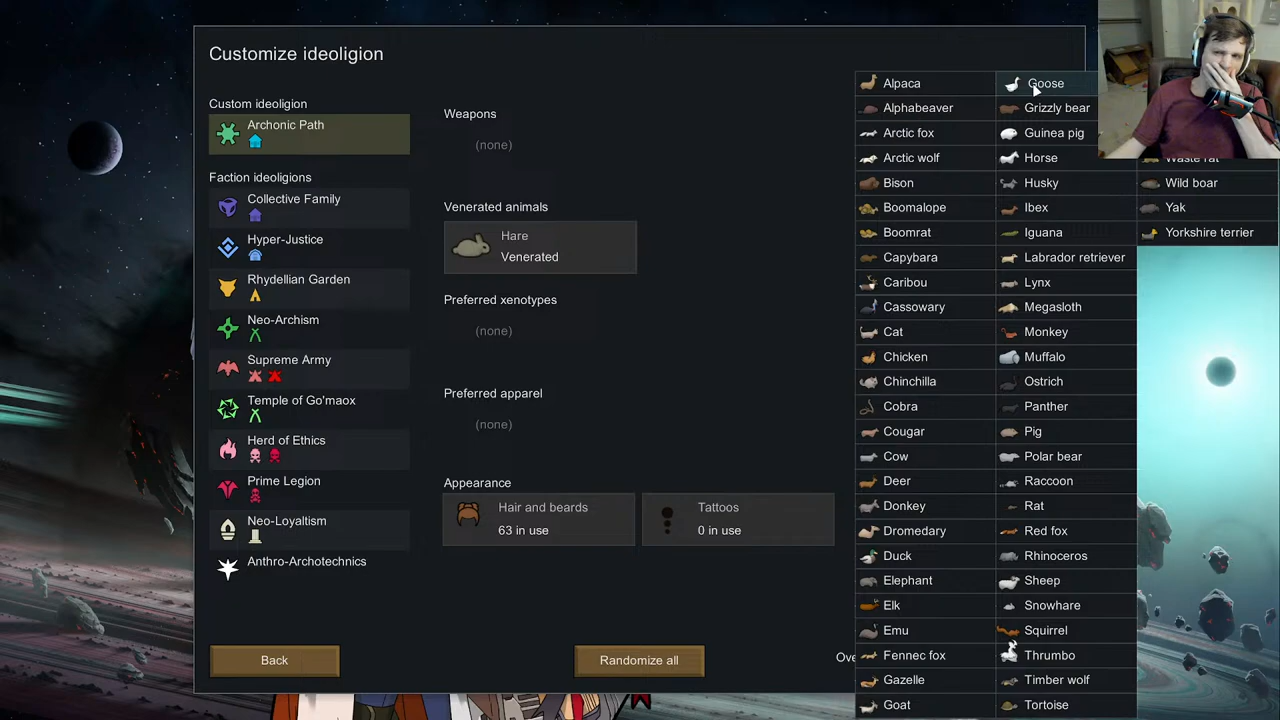 Customize ideoligion
Custom ideoligion
Archonic Path
Faction ideoligions
Collective Family
Hyper-Justice
Rhydellian Garden
Neo-Archism
Supreme Army
Temple of Go'maox
Herd of Ethics
Prime Legion
Neo-Loyaltism
Anthro-Archotechnics
Back
Weapons
(none)
Venerated animals
Hare
Venerated
Preferred xenotypes
(none)
Preferred apparel
(none)
Appearance
Hair and beards
63 in use
Tattoos
0 in use
Randomize all
Alpaca
Alphabeaver
Arctic fox
Arctic wolf
Bison
Boomalope
Boomrat
Capybara
Caribou
Cassowary
Cat
Chicken
Chinchilla
Cobra
Cougar
Cow
Deer
Donkey
Dromedary
Duck
Elephant
Elk
Emu
Fennec fox
Gazelle
Goat
Goose
Grizzly bear
Guinea pig
Horse
Husky
Ibex
Iguana
Labrador retriever
Lynx
Megasloth
Monkey
Muffalo
Ostrich
Panther
Pig
Polar bear
Raccoon
Rat
Red fox
Rhinoceros
Sheep
Snowhare
Squirrel
Thrumbo
Timber wolf
Tortoise
Waste rat
Wild boar
Yak
Yorkshire terrier